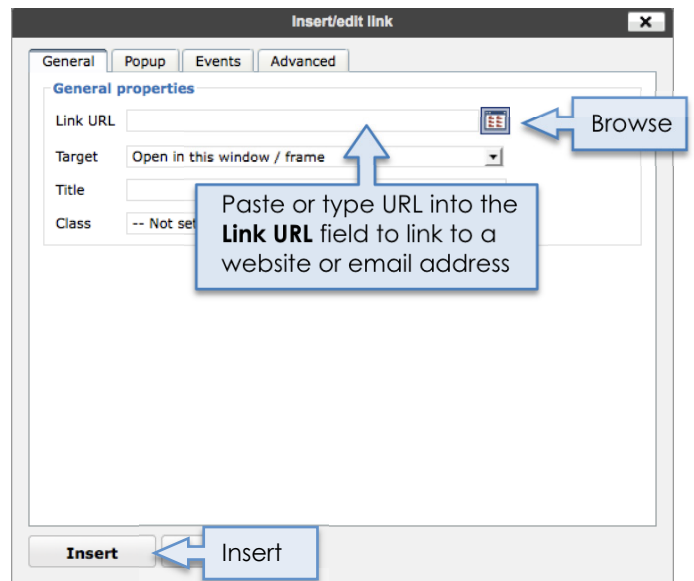 Insert/edit link
X
General Popup Events Advanced
General properties
Link URL
Browse
Target Open in this window / frame
Title
Paste or type URL into the
Link URL field to link to a
website or email address
Class -- Not set
Insert
Insert